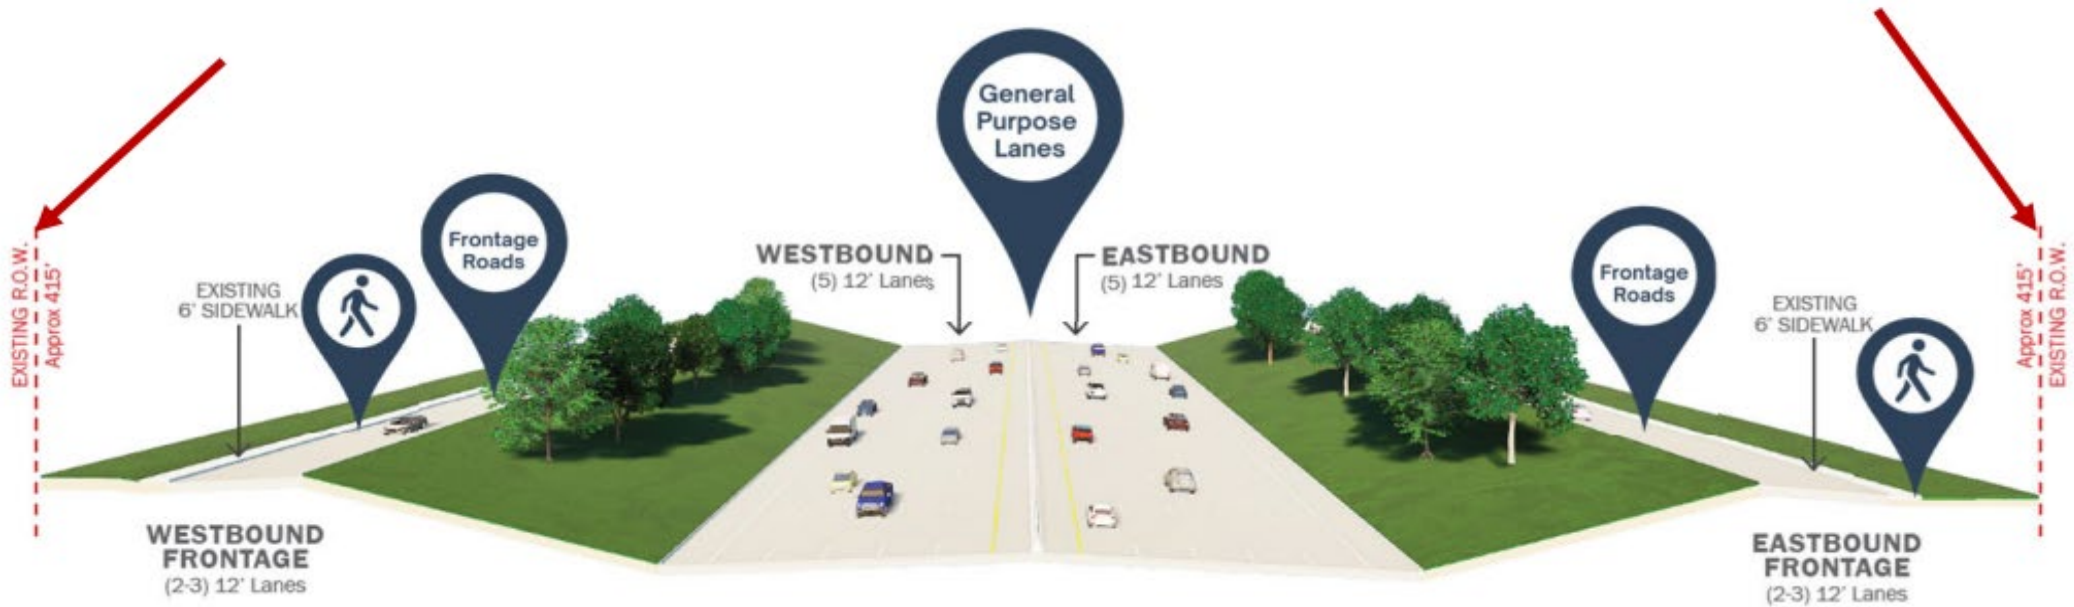 General
Purpose
Lanes
Frontage
Roads
Frontage
Roads
WESTBOUND
(5) 12' Lanes
EASTBOUND
(5) 12' Lanes
EXISTING R.O.W.
Approx 415'
EXISTING
6' SIDEWALK
EXISTING
6' SIDEWALK
Approx 415'
EXISTING R.O.W.
WESTBOUND
FRONTAGE
(2-3) 12' Lanes
EASTBOUND
FRONTAGE
(2-3) 12' Lanes